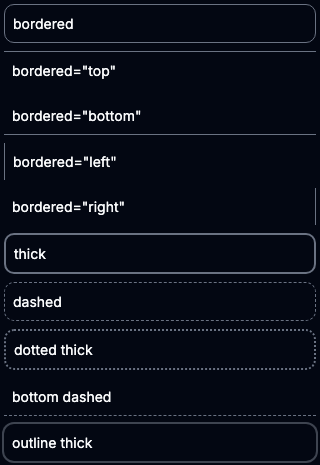 bordered
bordered="top"
bordered="bottom"
bordered="left"
bordered="right"
thick
dashed
dotted thick
bottom dashed
outline thick